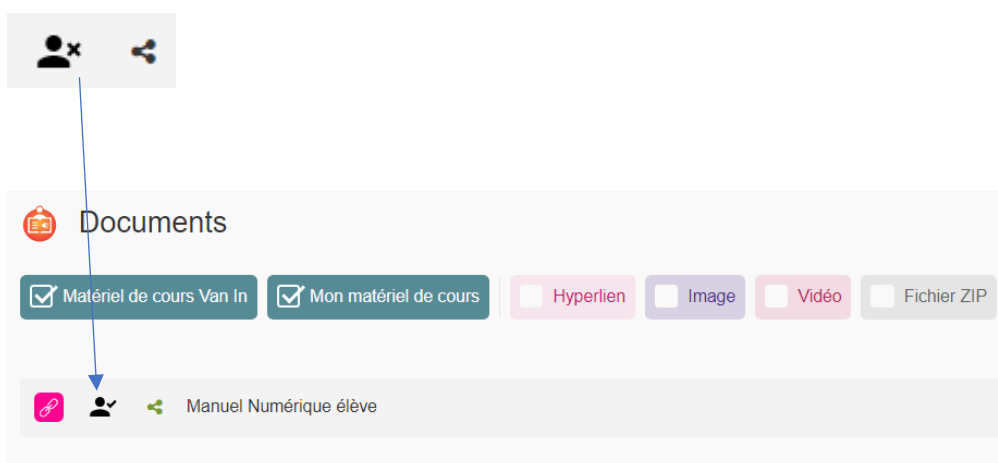 Documents
Matériel de cours Van In Mon matériel de cours Hyperlien Image Vidéo Fichier ZIP
Manuel Numérique élève